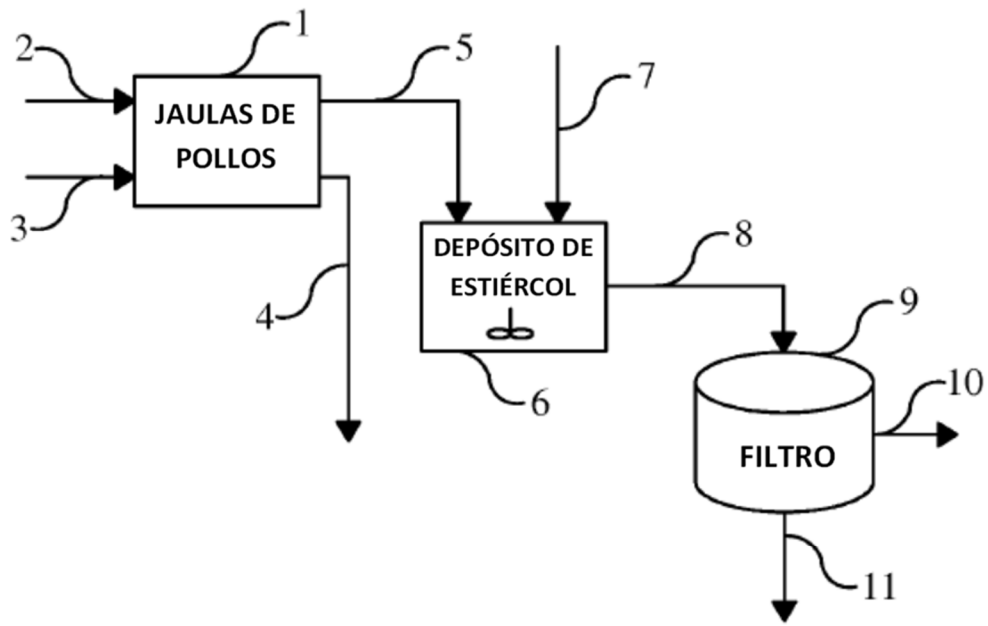 1
2
5
7
JAULAS DE
POLLOS
3
4
DEPÓSITO DE
ESTIÉRCOL
8
6
9
10
FILTRO
11